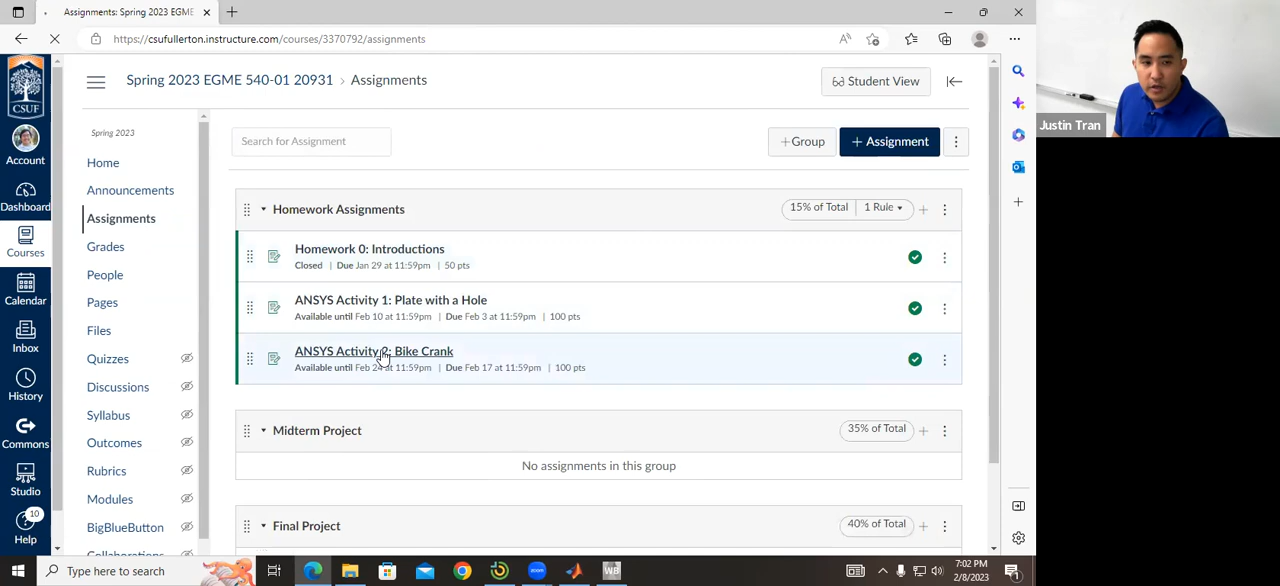 Assignments: Spring 2023 EGME
https://csufullerton.instructure.com/courses/3370792/assignments
CSUF
Account
Dashboard
Courses
Calendar
Inbox
History
Commons
Studio
10
Help
Spring 2023 EGME 540-01 20931 › Assignments
Student View
Spring 2023
Home
Announcements
Assignments
Grades
People
Pages
Files
Quizzes
Discussions
Syllabus
Outcomes
Rubrics
Modules
BigBlueButton
Collaborations
Search for Assignment
+ Group
+ Assignment
Homework Assignments
15% of Total
1 Rule
Homework 0: Introductions
Closed | Due Jan 29 at 11:59pm | 50 pts
ANSYS Activity 1: Plate with a Hole
Available until Feb 10 at 11:59pm | Due Feb 3 at 11:59pm | 100 pts
ANSYS Activity 2: Bike Crank
Available until Feb 24 at 11:59pm | Due Feb 17 at 11:59pm | 100 pts
Midterm Project
35% of Total
No assignments in this group
Final Project
40% of Total
Justin Tran
Type here to search
WB
7:02 PM
2/8/2023
1